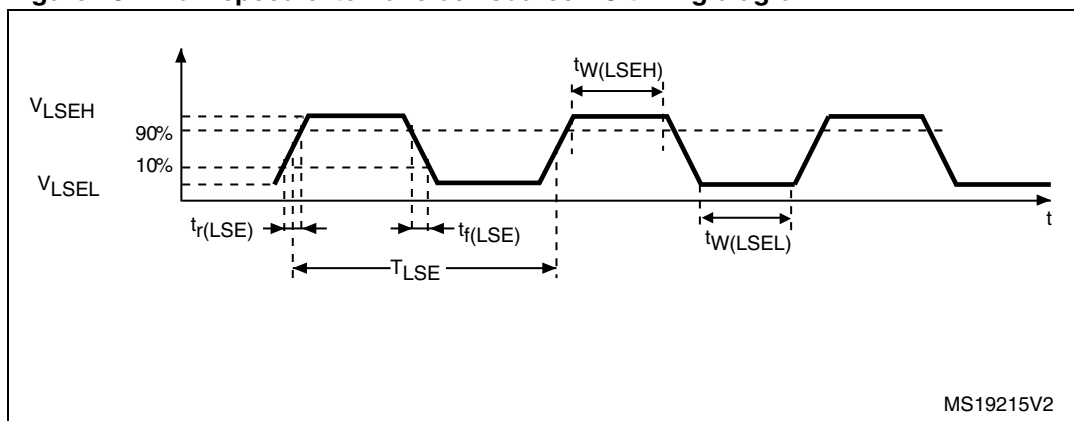 tW(LSEH)
VLSEH
90%
10%
VLSEL
tr(LSE)
tf(LSE)
tW(LSEL)
t
TLSE
MS19215V2